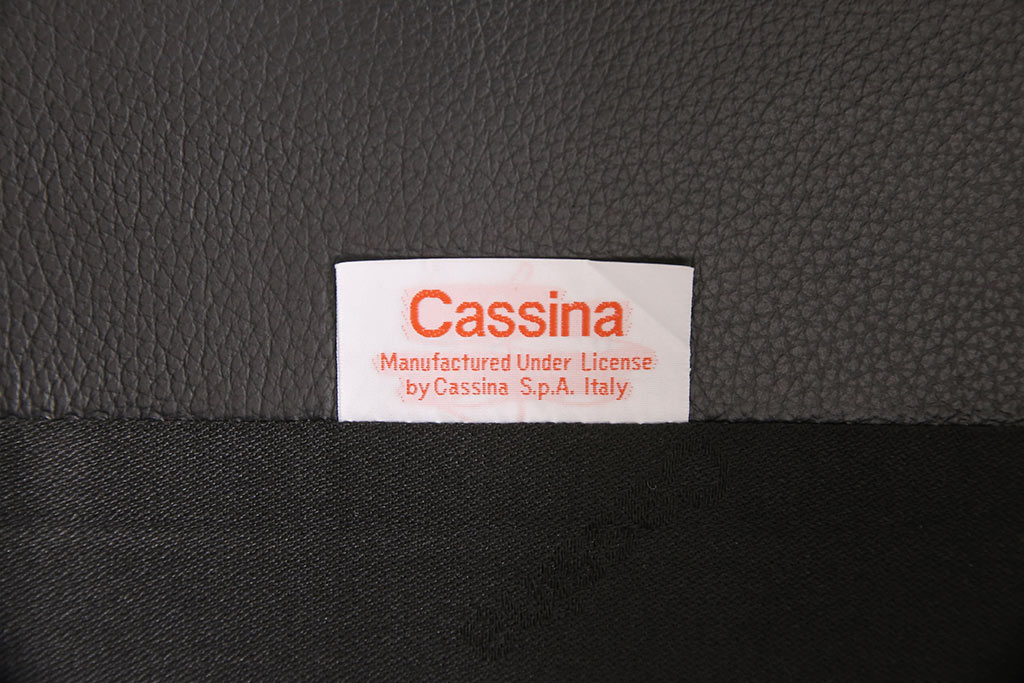 Cassina
Manufactured Under License
by Cassina S.p.A. Italy